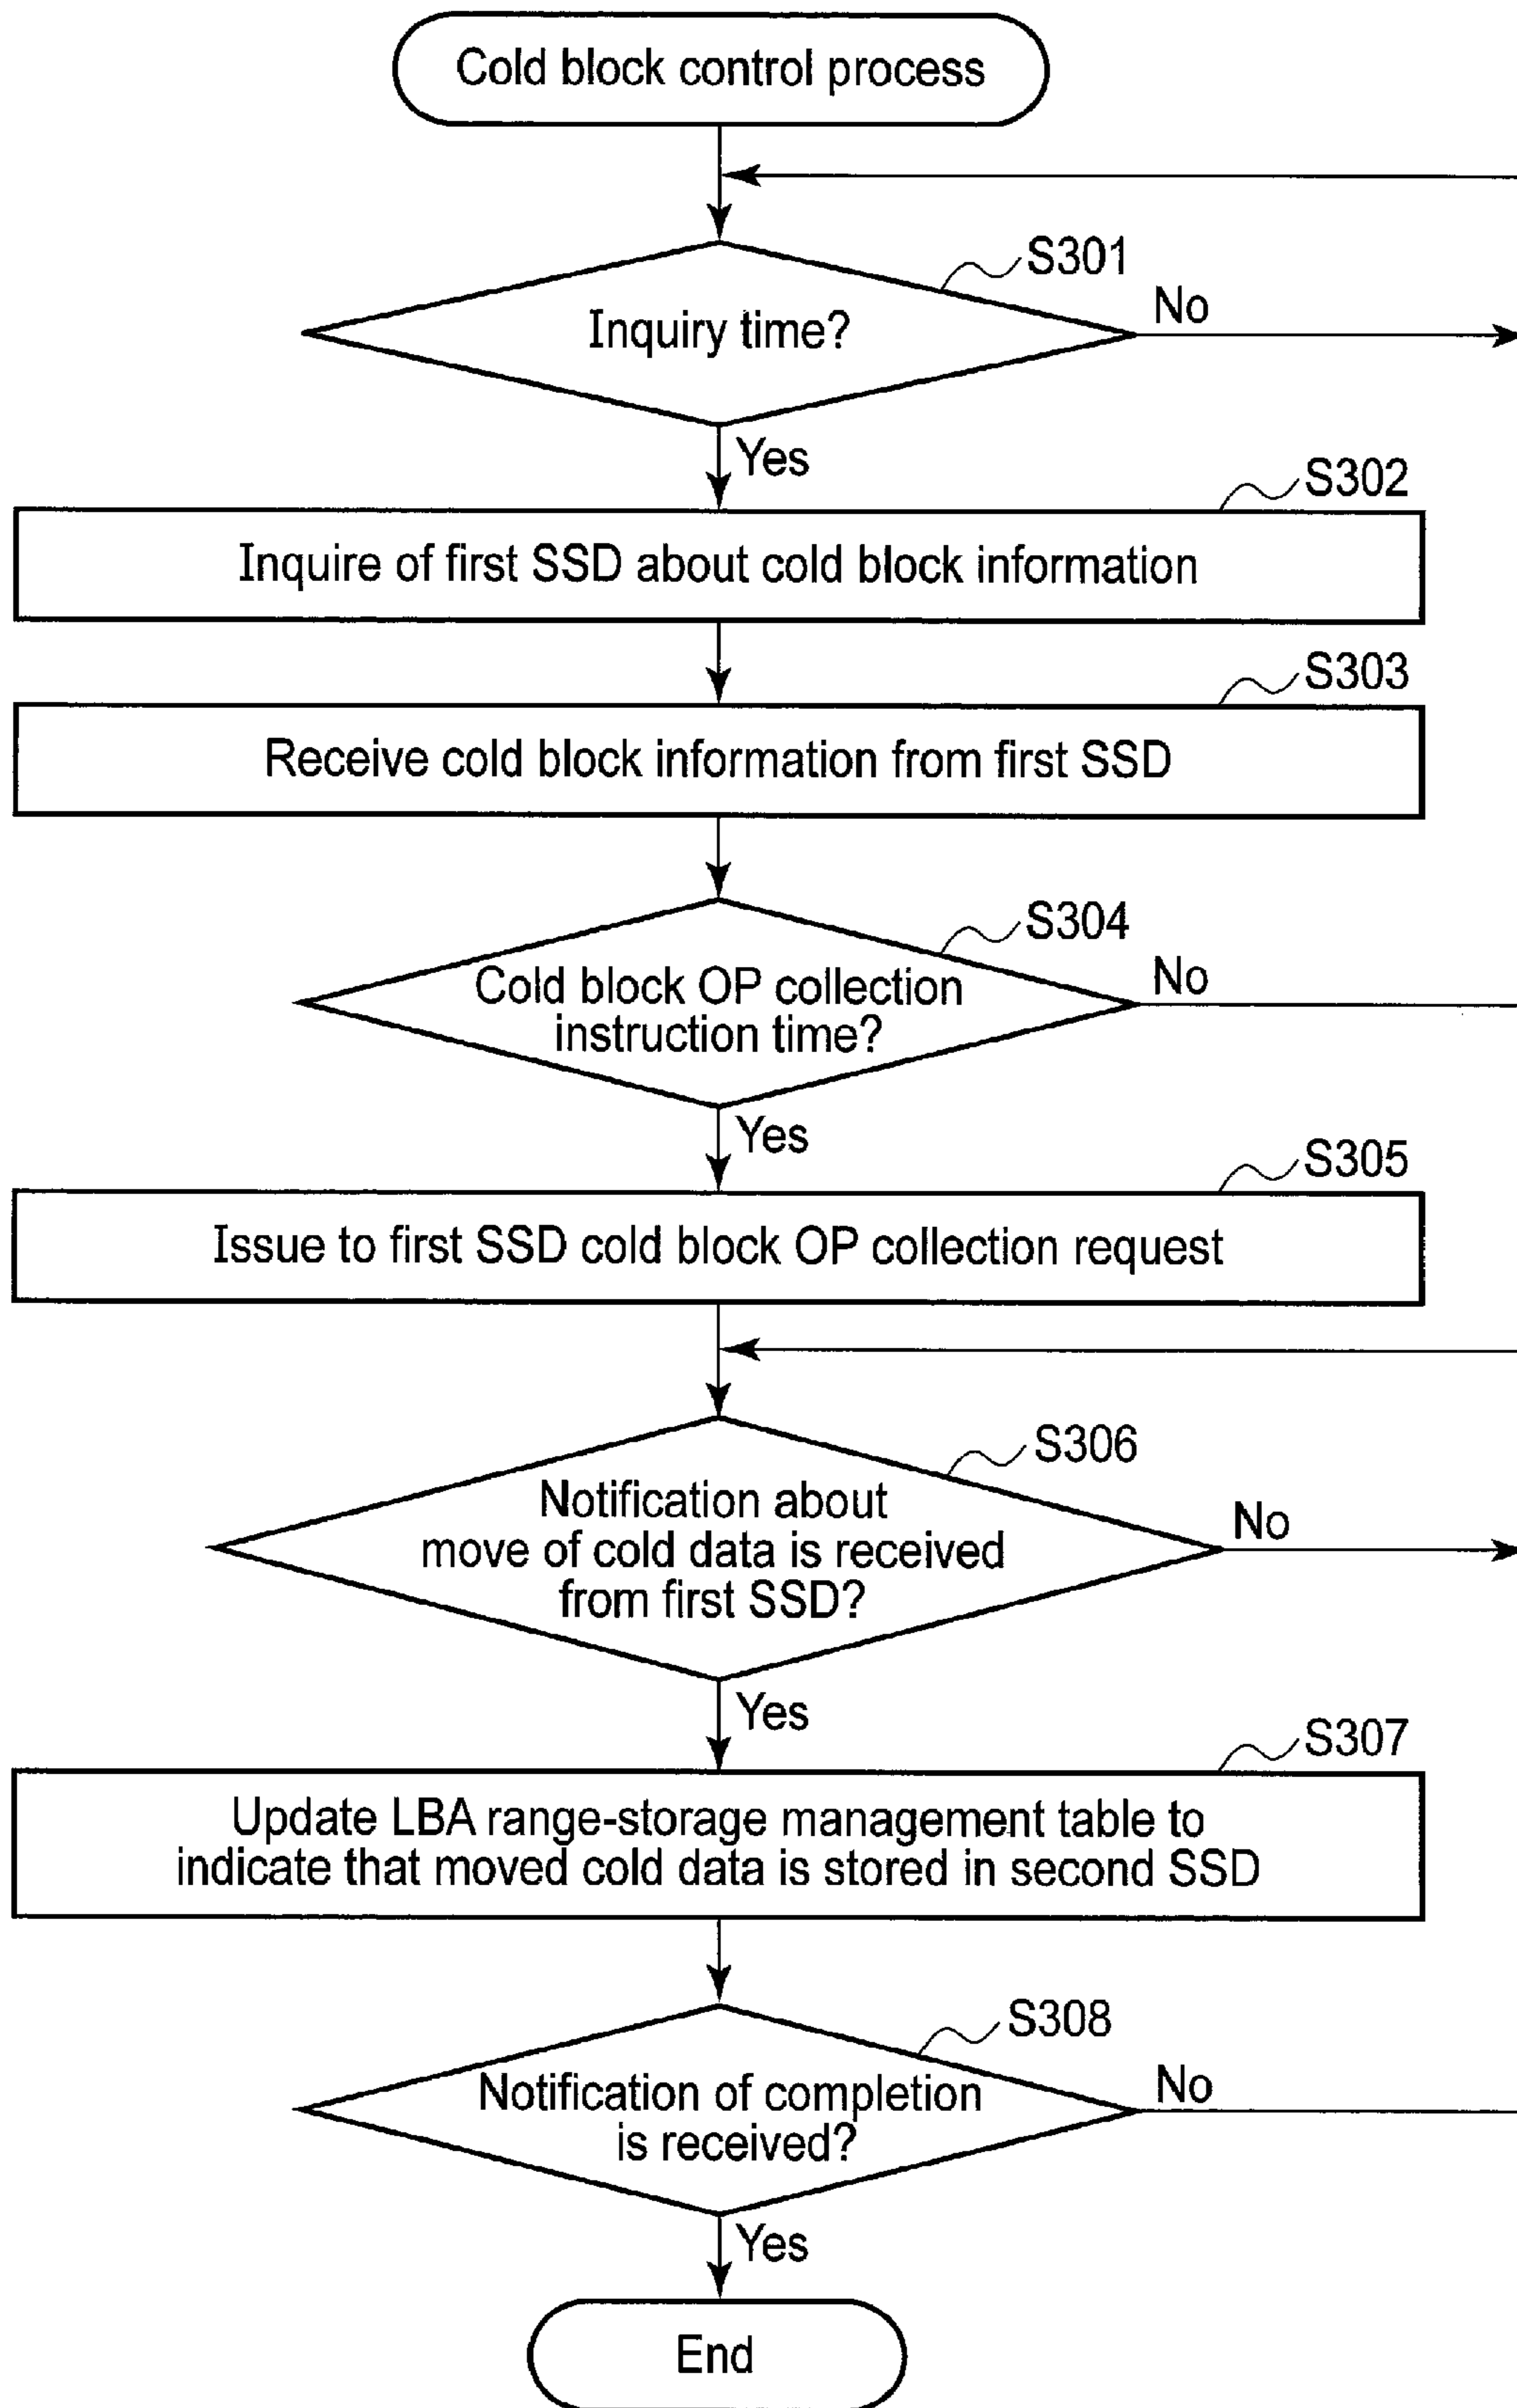 Cold block control process
S301
Inquiry time?
No
Yes
S302
Inquire of first SSD about cold block information
S303
Receive cold block information from first SSD
S304
Cold block OP collection
instruction time?
No
Yes
S305
Issue to first SSD cold block OP collection request
S306
Notification about
move of cold data is received
from first SSD?
No
Yes
S307
Update LBA range-storage management table to
indicate that moved cold data is stored in second SSD
S308
Notification of completion
is received?
No
Yes
End